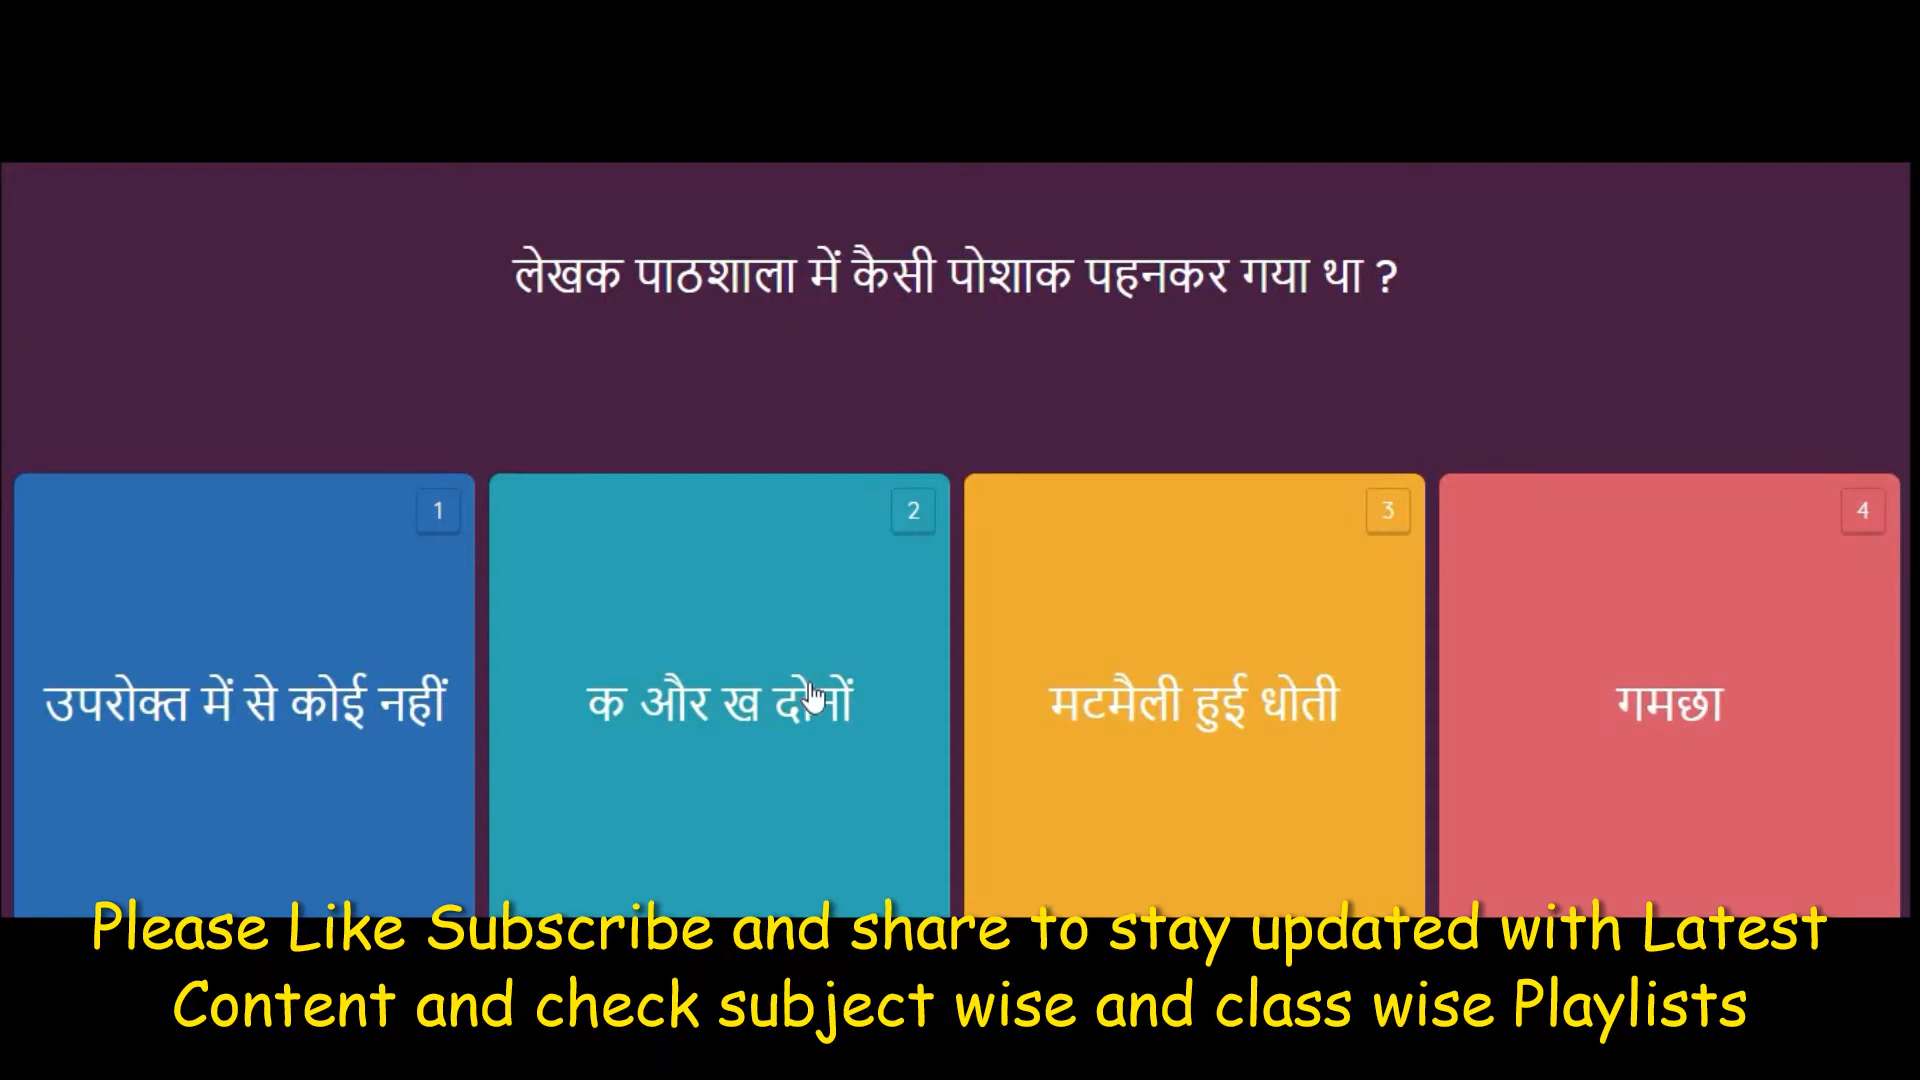 लेखक पाठशाला में कैसी पोशाक पहनकर गया था ?
1
2
3
4
उपरोक्त में से कोई नहीं
क और ख दोनों
मटमैली हुई धोती
गमछा
Please Like Subscribe and share to stay updated with Latest
Content and check subject wise and class wise Playlists